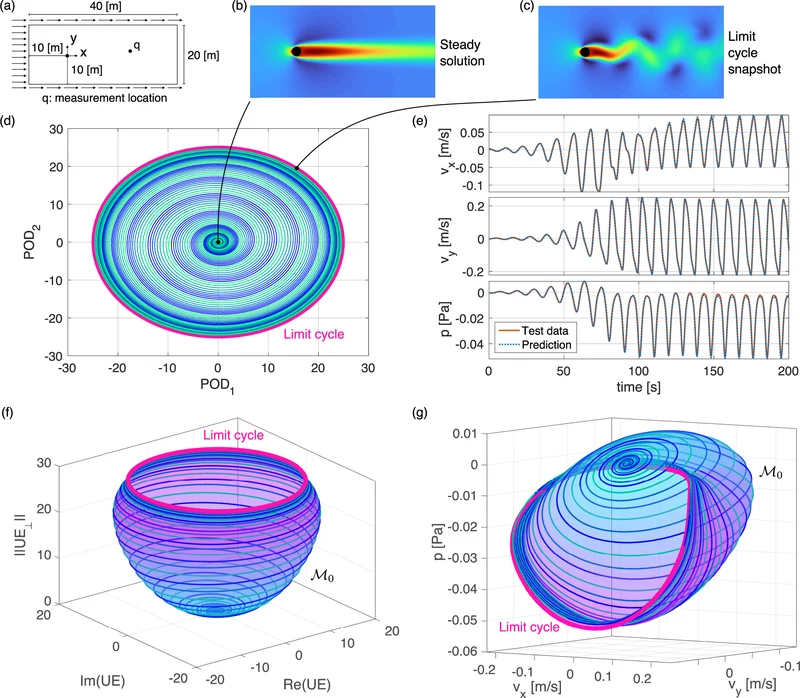 (a)
40 [m]
10 [m]
y
x
q
20 [m]
10 [m]
q: measurement location
(b)
Steady
solution
(c)
Limit
cycle
snapshot
(d)
POD2
30
20
10
0
-10
-20
30
Limit cycle
-30 -20 -10 0 10 20 30
POD1
(e)
vx [m/s]
0.05
-0.05
-0.1
vy [m/s]
0.2
0
-0.2
p [Pa]
0
-0.02
-0.04
Test data
Prediction
0 50 100 150 200
time [s]
(f)
Limit cycle
||UE⊥||
30
20
10
0
M0
20
0
-20
Im(UE)
-20
-10
0
10
20
Re(UE)
(g)
p [Pa]
0.01
0
-0.01
-0.02
-0.03
-0.04
-0.05
-0.06
M0
Limit cycle
-0.2 -0.1 0 0.1 0.2
vx [m/s]
0.2
0
-0.1
vy [m/s]